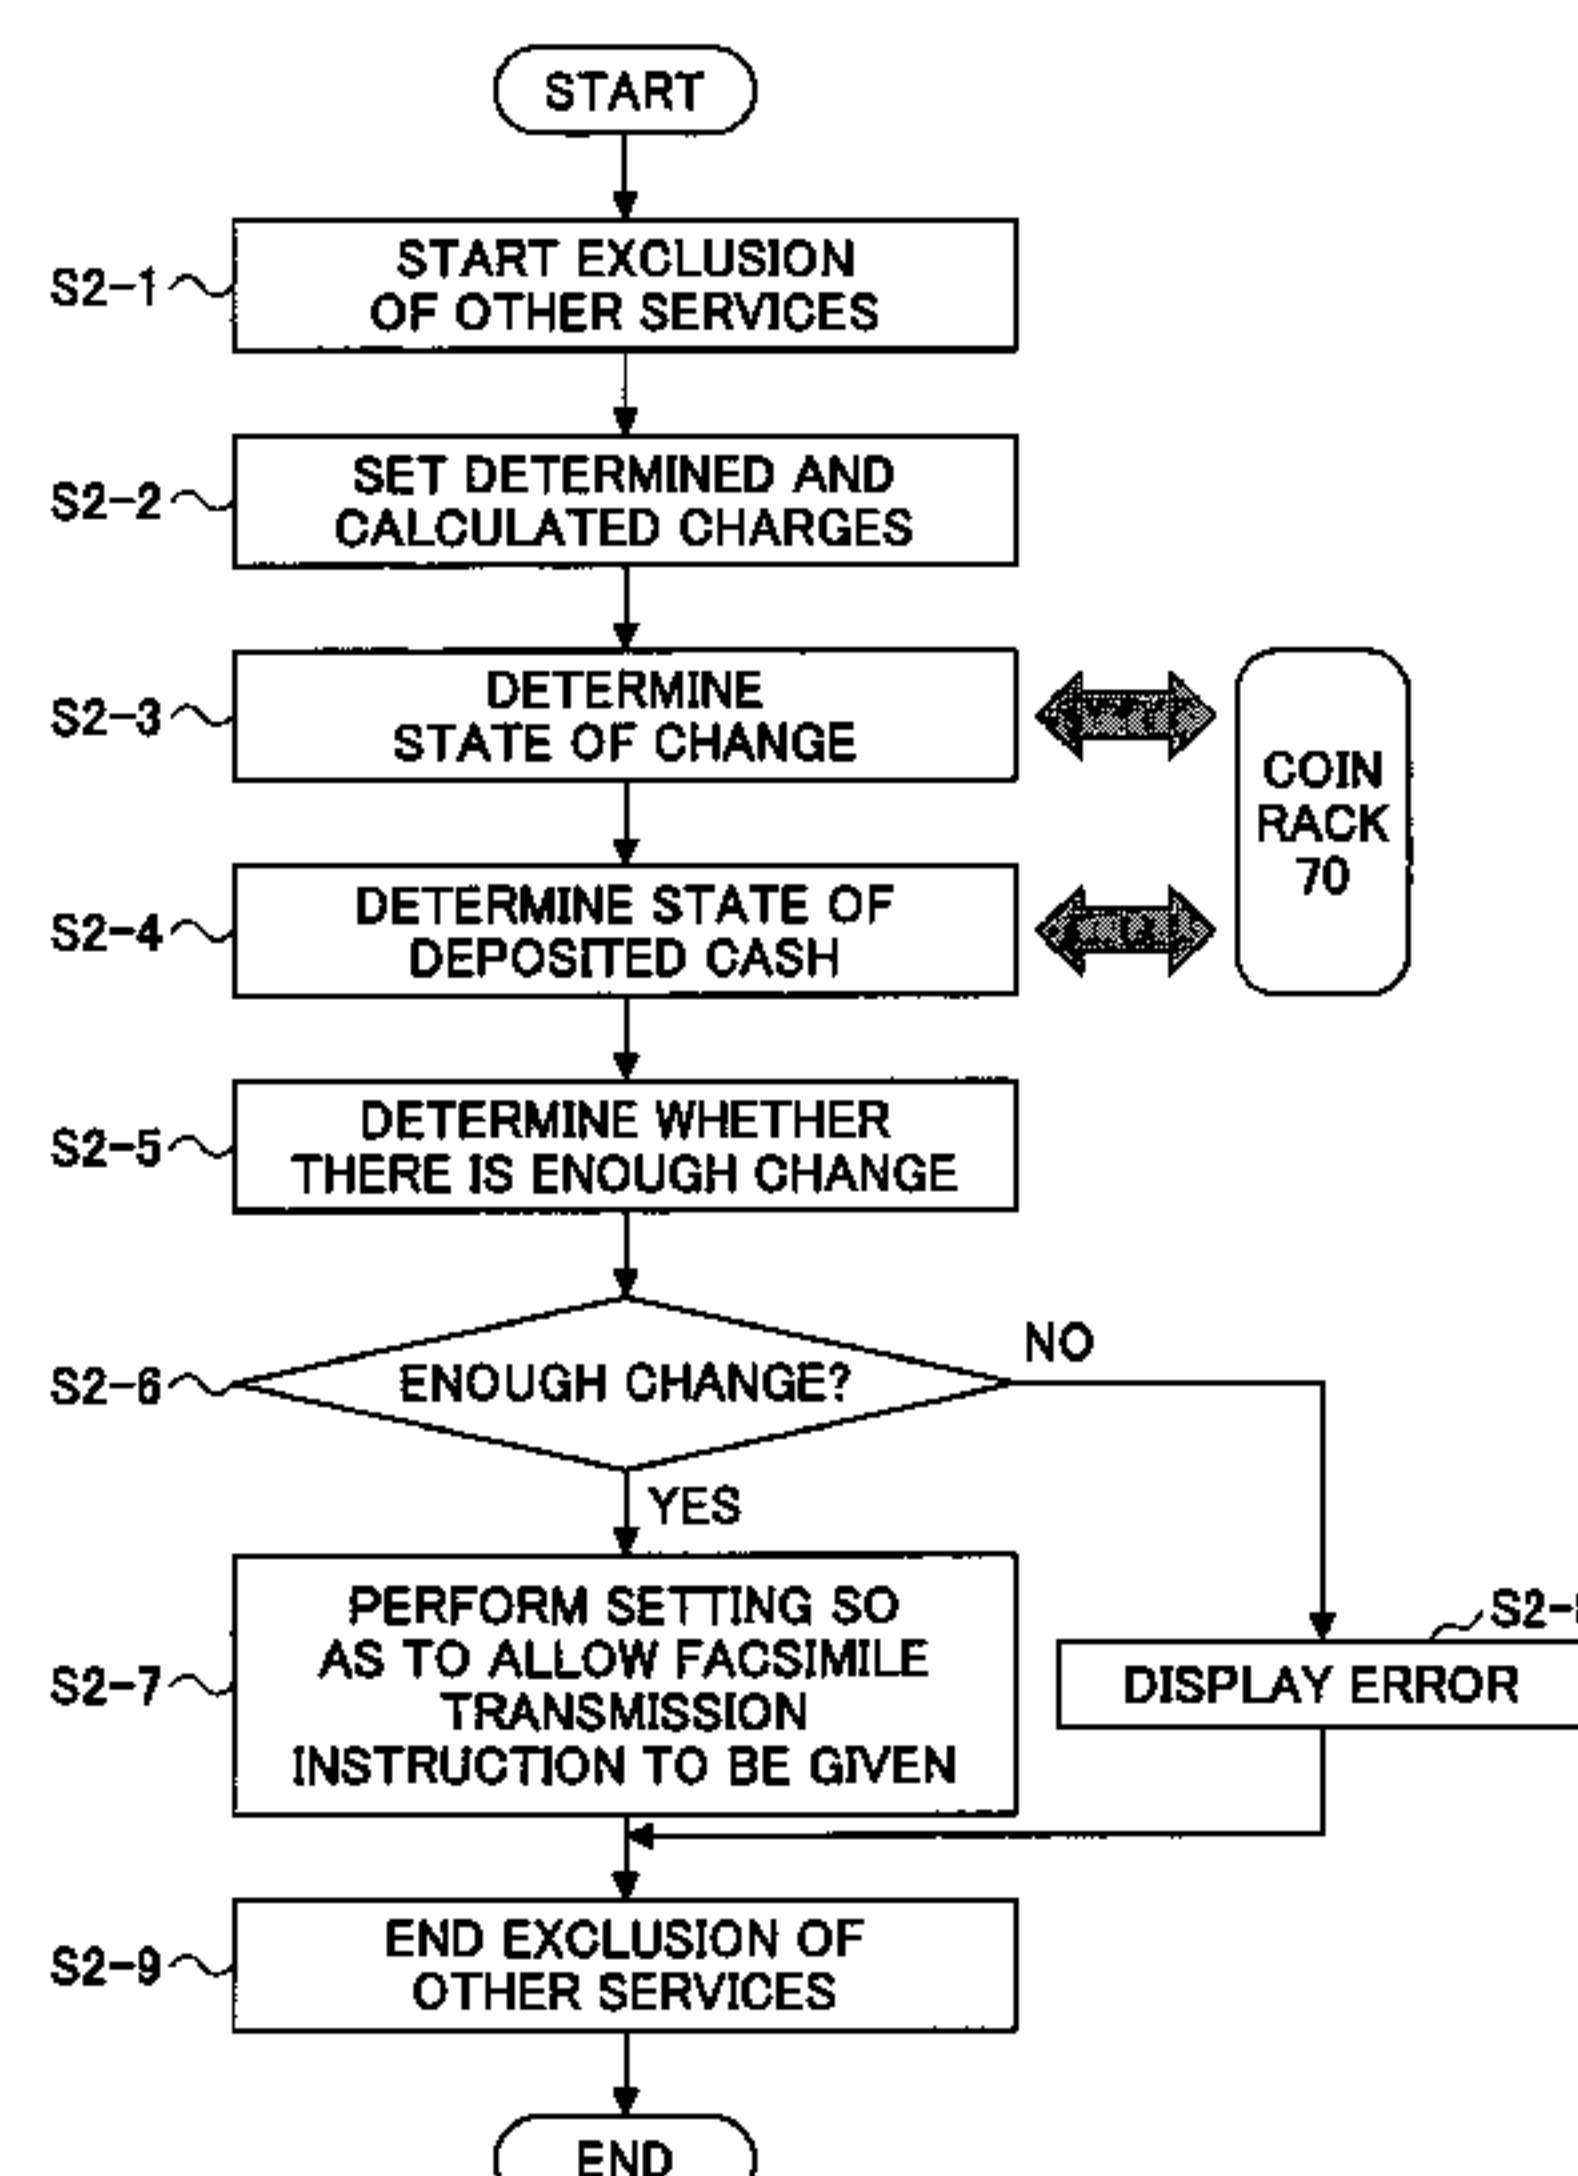 START
S2-1
START EXCLUSION
OF OTHER SERVICES
S2-2
SET DETERMINED AND
CALCULATED CHARGES
S2-3
DETERMINE
STATE OF CHANGE
COIN
RACK
70
S2-4
DETERMINE STATE OF
DEPOSITED CASH
S2-5
DETERMINE WHETHER
THERE IS ENOUGH CHANGE
S2-6
ENOUGH CHANGE?
NO
YES
S2-7
PERFORM SETTING SO
AS TO ALLOW FACSIMILE
TRANSMISSION
INSTRUCTION TO BE GIVEN
DISPLAY ERROR
S2-9
END EXCLUSION OF
OTHER SERVICES
END